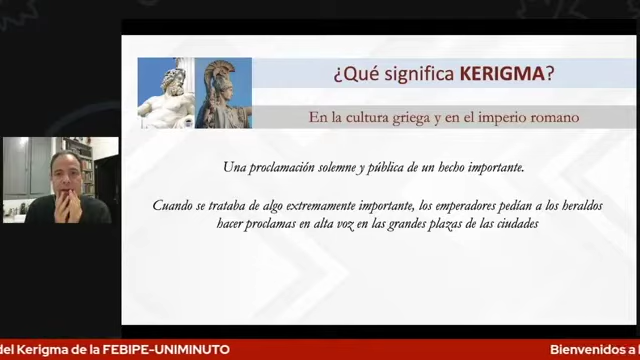 ¿Qué significa KERIGMA?
En la cultura griega y en el imperio romano
Una proclamación solemne y pública de un hecho importante.
Cuando se trataba de algo extremamente importante, los emperadores pedían a los heraldos
hacer proclamas en alta voz en las grandes plazas de las ciudades
del Kerigma de la FEBIPE-UNIMINUTO
Bienvenidos a